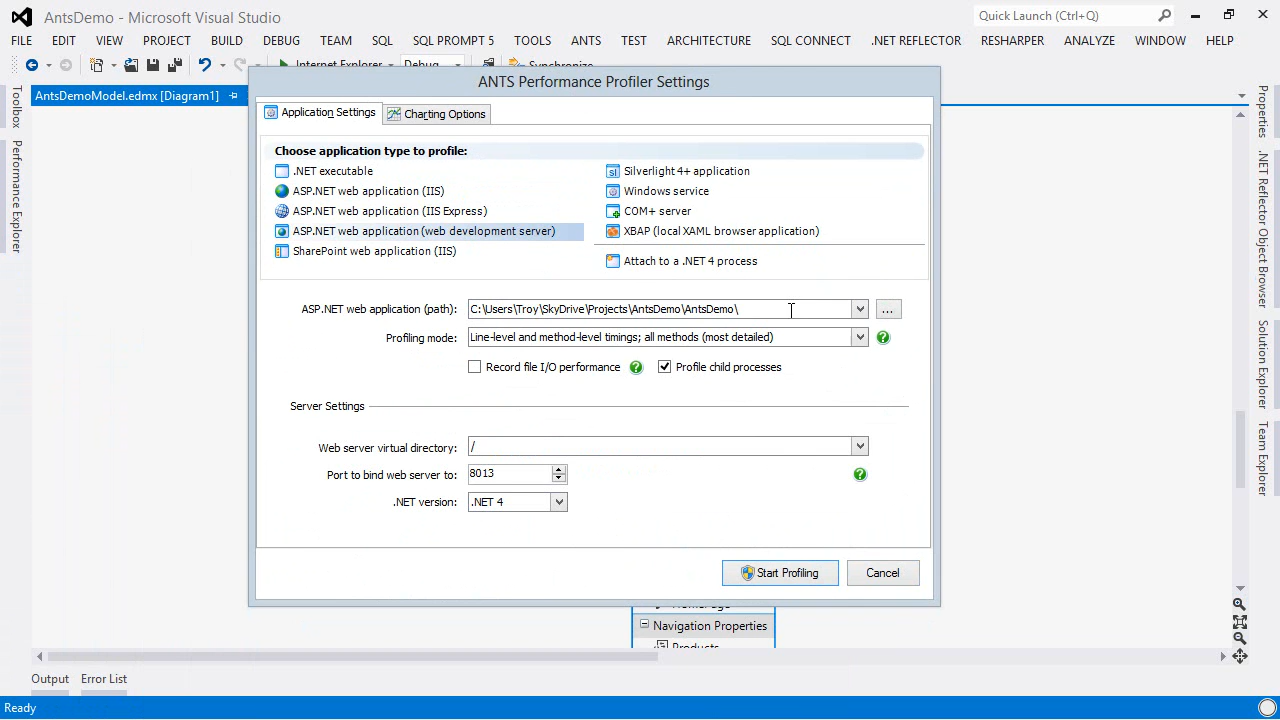 AntsDemo - Microsoft Visual Studio
Quick Launch (Ctrl+Q)
FILE EDIT VIEW PROJECT BUILD DEBUG TEAM SQL SQL PROMPT 5 TOOLS ANTS TEST ARCHITECTURE SQL CONNECT .NET REFLECTOR RESHARPER ANALYZE WINDOW HELP
Internet Explorer Debug Synchronize
AntsDemoModel.edmx [Diagram1]
Toolbox
Performance Explorer
ANTS Performance Profiler Settings
Application Settings
Charting Options
Choose application type to profile:
.NET executable
ASP.NET web application (IIS)
ASP.NET web application (IIS Express)
ASP.NET web application (web development server)
SharePoint web application (IIS)
Silverlight 4+ application
Windows service
COM+ server
XBAP (local XAML browser application)
Attach to a .NET 4 process
ASP.NET web application (path): C:\Users\Troy\SkyDrive\Projects\AntsDemo\AntsDemo\ ...
Profiling mode: Line-level and method-level timings; all methods (most detailed) ?
Record file I/O performance ? Profile child processes
Server Settings
Web server virtual directory: /
Port to bind web server to: 8013 ?
.NET version: .NET 4
Start Profiling
Cancel
HomePage
Navigation Properties
Products
Properties
.NET Reflector Object Browser
Solution Explorer
Team Explorer
Output Error List
Ready